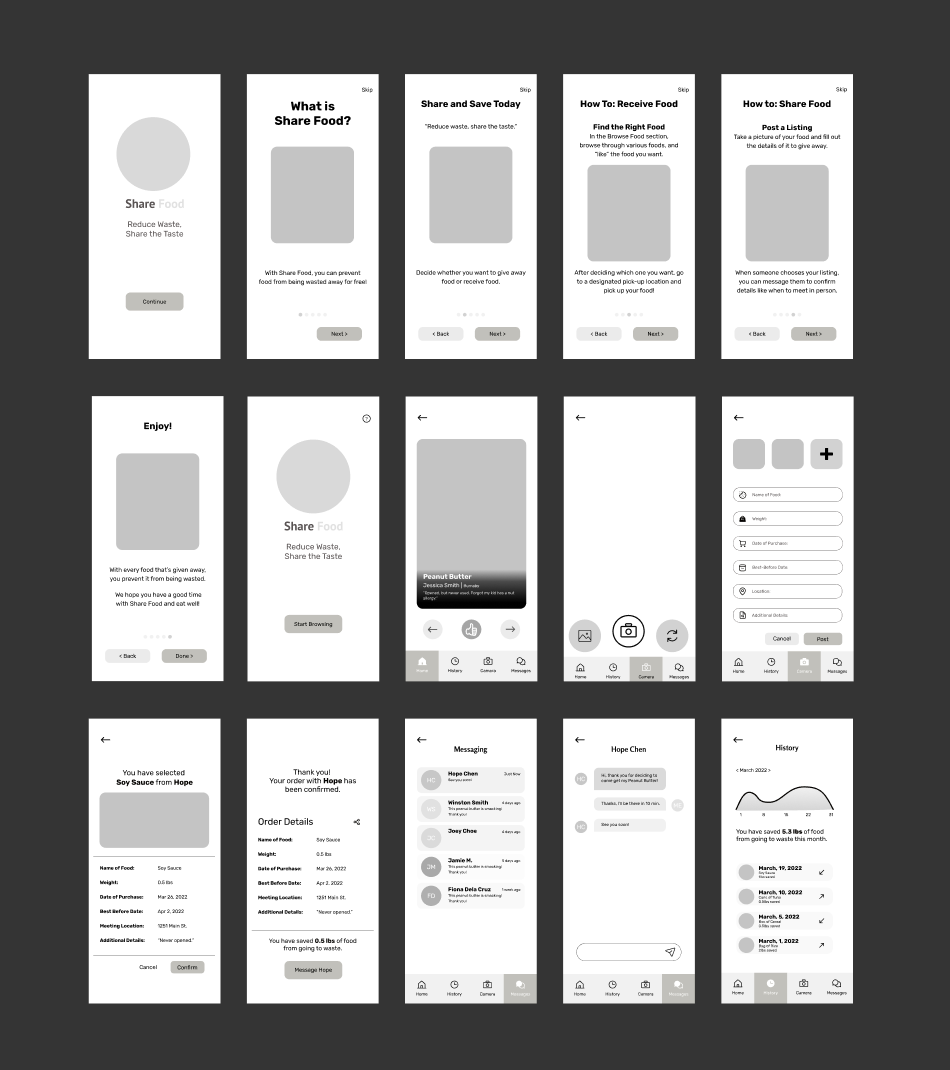 Share Food
Reduce Waste,
Share the Taste
Continue
Skip
What is
Share Food?
With Share Food, you can prevent
food from being wasted away for free!
Next >
Skip
Share and Save Today
"Reduce waste, share the taste."
Decide whether you want to give away
food or receive food.
< Back
Next >
Skip
How To: Receive Food
Find the Right Food
In the Browse Food section,
browse through various foods, and
"like" the food you want.
After deciding which one you want, go
to a designated pick-up location and
pick up your food!
< Back
Next >
Skip
How to: Share Food
Post a Listing
Take a picture of your food and fill out
the details of it to give away.
When someone chooses your listing,
you can message them to confirm
details like when to meet in person.
< Back
Next >
Enjoy!
With every food that's given away,
you prevent it from being wasted.
We hope you have a good time
with Share Food and eat well!
< Back
Done >
?
Share Food
Reduce Waste,
Share the Taste
Start Browsing
Peanut Butter
Jessica Smith |
"Opened, but never used. Forgot my kid has a nut
allergy."
Home
History
Camera
Messages
Home
History
Camera
Messages
Name of Food:
Weight:
Date of Purchase:
Best-Before Date:
Location:
Additional Details:
Cancel
Post
Home
History
Camera
Messages
You have selected
Soy Sauce from Hope
Name of Food: Soy Sauce
Weight: 0.5 lbs
Date of Purchase: Mar 26, 2022
Best Before Date: Apr 2, 2022
Meeting Location: 1251 Main St.
Additional Details: "Never opened."
Cancel
Confirm
Thank you!
Your order with Hope has
been confirmed.
Order Details
Name of Food: Soy Sauce
Weight: 0.5 lbs
Date of Purchase: Mar 26, 2022
Best Before Date: Apr 2, 2022
Meeting Location: 1251 Main St.
Additional Details: "Never opened."
You have saved 0.5 lbs of food
from going to waste.
Message Hope
Messaging
HC
Hope Chen
Just Now
See you soon!
WS
Winston Smith
4 days ago
This peanut butter is smacking!
Thank you!
JC
Joey Choe
4 days ago
JM
Jamie M.
5 days ago
This peanut butter is smacking!
Thank you!
FD
Fiona Dela Cruz
1 week ago
This peanut butter is smacking!
Thank you!
Home
History
Camera
Messages
Hope Chen
HC
Hi, thank you for deciding to
come get my Peanut Butter!
Thanks, I'll be there in 10 min.
HC
See you soon!
Home
History
Camera
Messages
History
< March 2022 >
1 8 15 22 31
You have saved 5.3 lbs of food
from going to waste this month.
March, 19, 2022
Soy Sauce
March, 10, 2022
Cans of Tuna
March, 5, 2022
Box of Cereal
March, 1, 2022
Bag of Rice
Home
History
Camera
Messages